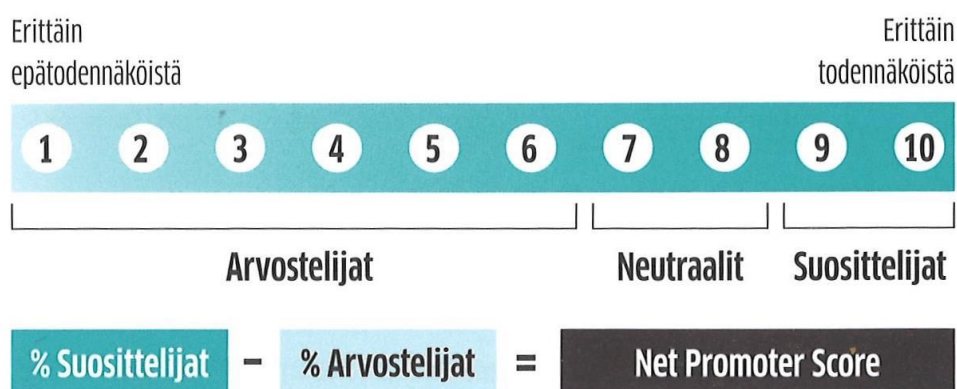 Erittäin
epätodennäköistä
Erittäin
todennäköistä
1 2 3 4 5 6 7 8 9 10
Arvostelijat Neutraalit Suosittelijat
% Suosittelijat – % Arvostelijat = Net Promoter Score